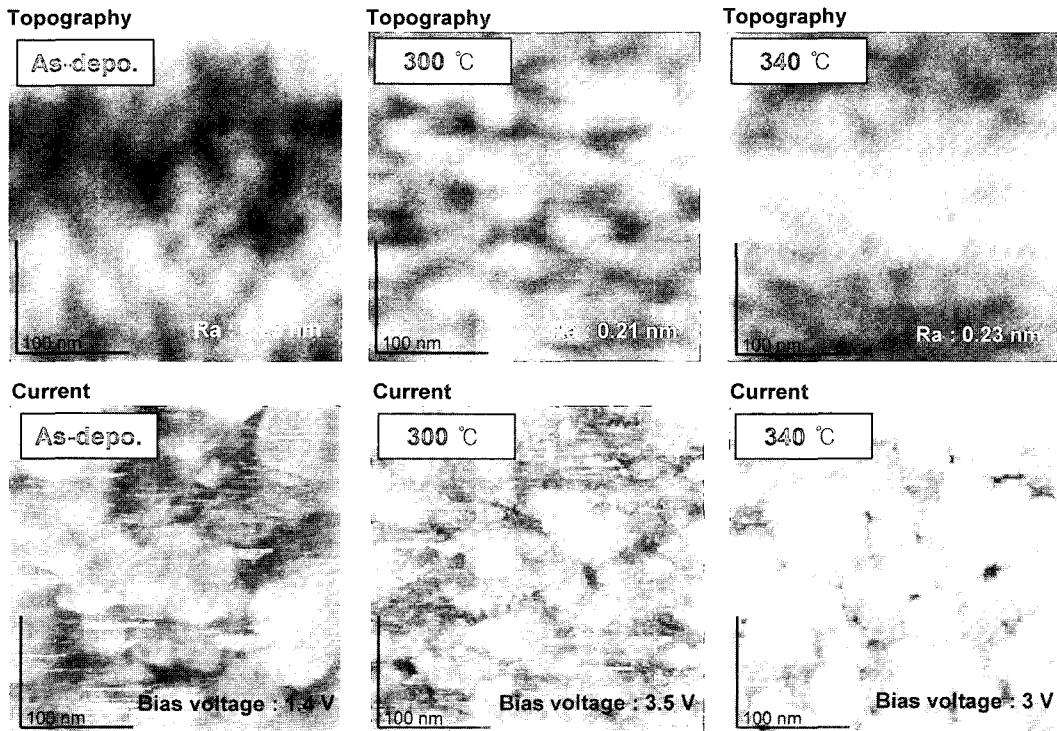 Topography
As-depo.
Ra : nm
100 nm
Topography
300 ℃
Ra : 0.21 nm
100 nm
Topography
340 ℃
Ra : 0.23 nm
100 nm
Current
As-depo.
Bias voltage : 1.4 V
100 nm
Current
300 ℃
Bias voltage : 3.5 V
100 nm
Current
340 ℃
Bias voltage : 3 V
100 nm